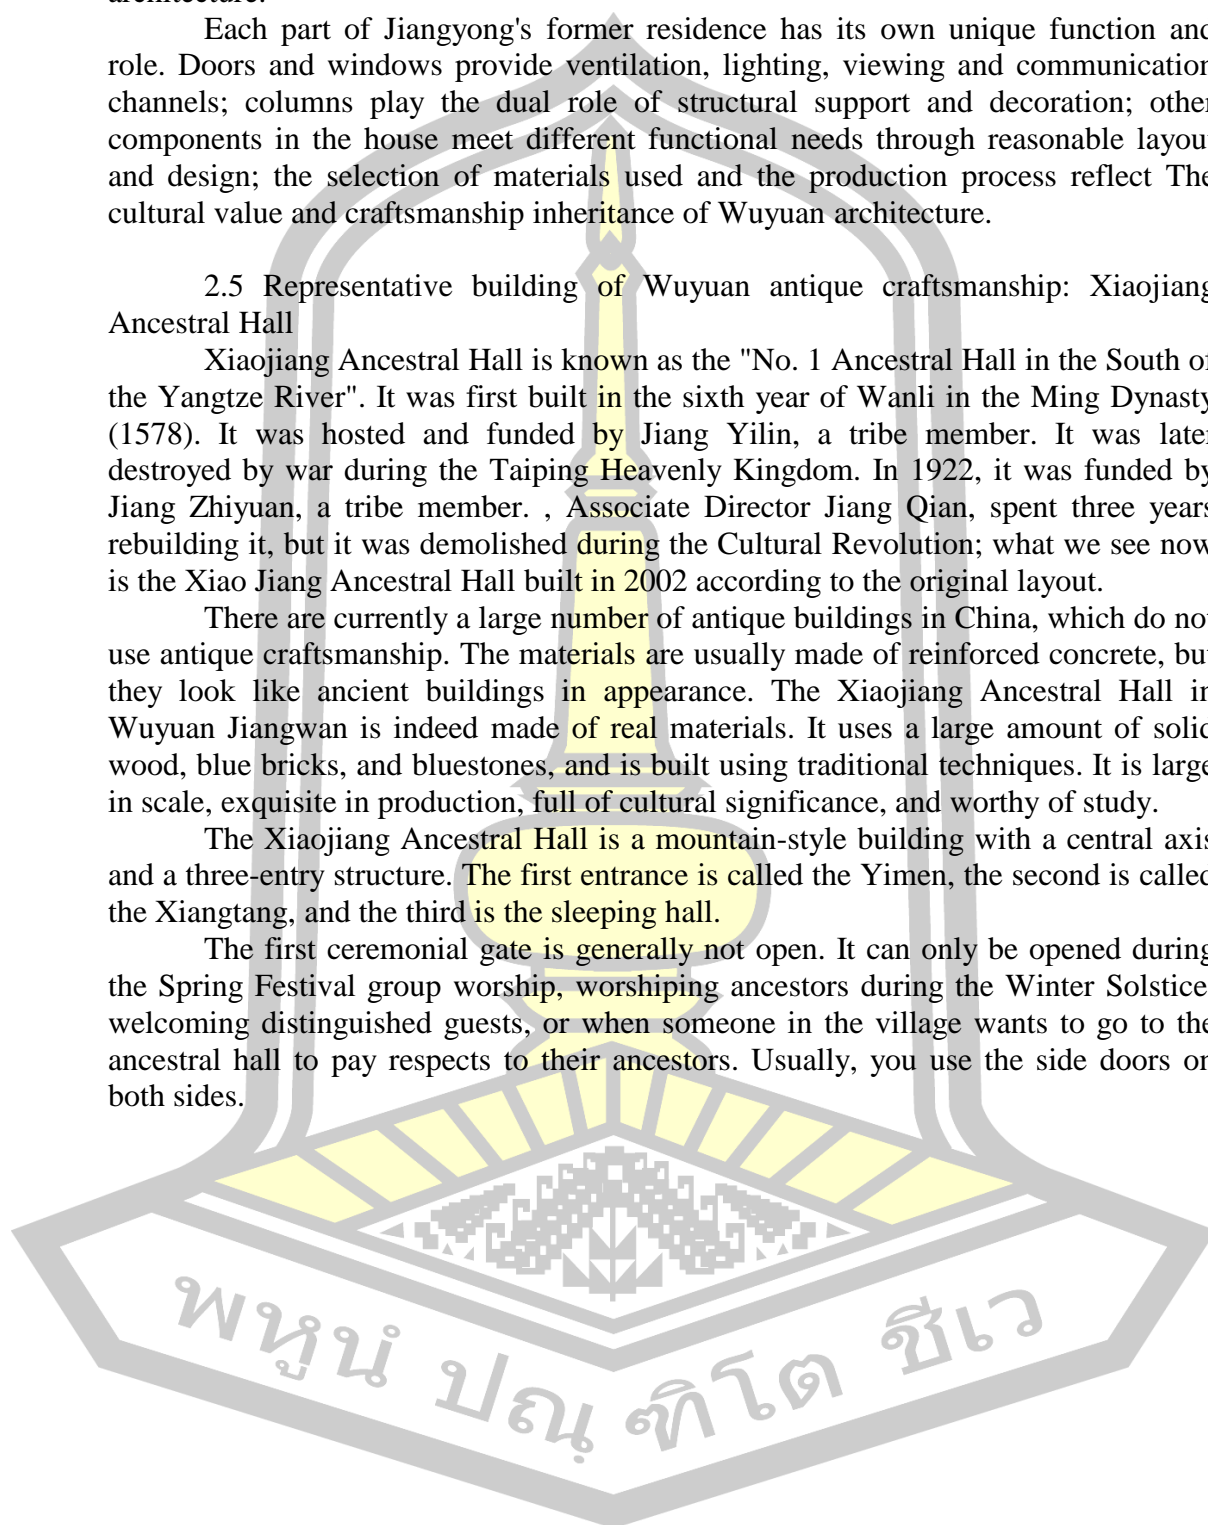 architecture.
Each part of Jiangyong's former residence has its own unique function and
role. Doors and windows provide ventilation, lighting, viewing and communication
channels; columns play the dual role of structural support and decoration; other
components in the house meet different functional needs through reasonable layout
and design; the selection of materials used and the production process reflect The
cultural value and craftsmanship inheritance of Wuyuan architecture.
2.5 Representative building of Wuyuan antique craftsmanship: Xiaojiang
Ancestral Hall
Xiaojiang Ancestral Hall is known as the "No. 1 Ancestral Hall in the South of
the Yangtze River". It was first built in the sixth year of Wanli in the Ming Dynasty
(1578). It was hosted and funded by Jiang Yilin, a tribe member. It was later
destroyed by war during the Taiping Heavenly Kingdom. In 1922, it was funded by
Jiang Zhiyuan, a tribe member. , Associate Director Jiang Qian, spent three years
rebuilding it, but it was demolished during the Cultural Revolution; what we see now
is the Xiao Jiang Ancestral Hall built in 2002 according to the original layout.
There are currently a large number of antique buildings in China, which do not
use antique craftsmanship. The materials are usually made of reinforced concrete, but
they look like ancient buildings in appearance. The Xiaojiang Ancestral Hall in
Wuyuan Jiangwan is indeed made of real materials. It uses a large amount of solid
wood, blue bricks, and bluestones, and is built using traditional techniques. It is large
in scale, exquisite in production, full of cultural significance, and worthy of study.
The Xiaojiang Ancestral Hall is a mountain-style building with a central axis
and a three-entry structure. The first entrance is called the Yimen, the second is called
the Xiangtang, and the third is the sleeping hall.
The first ceremonial gate is generally not open. It can only be opened during
the Spring Festival group worship, worshiping ancestors during the Winter Solstice
welcoming distinguished guests, or when someone in the village wants to go to the
ancestral hall to pay respects to their ancestors. Usually, you use the side doors on
both sides.
พหูนํ ปณฺฑิโต ชีเว